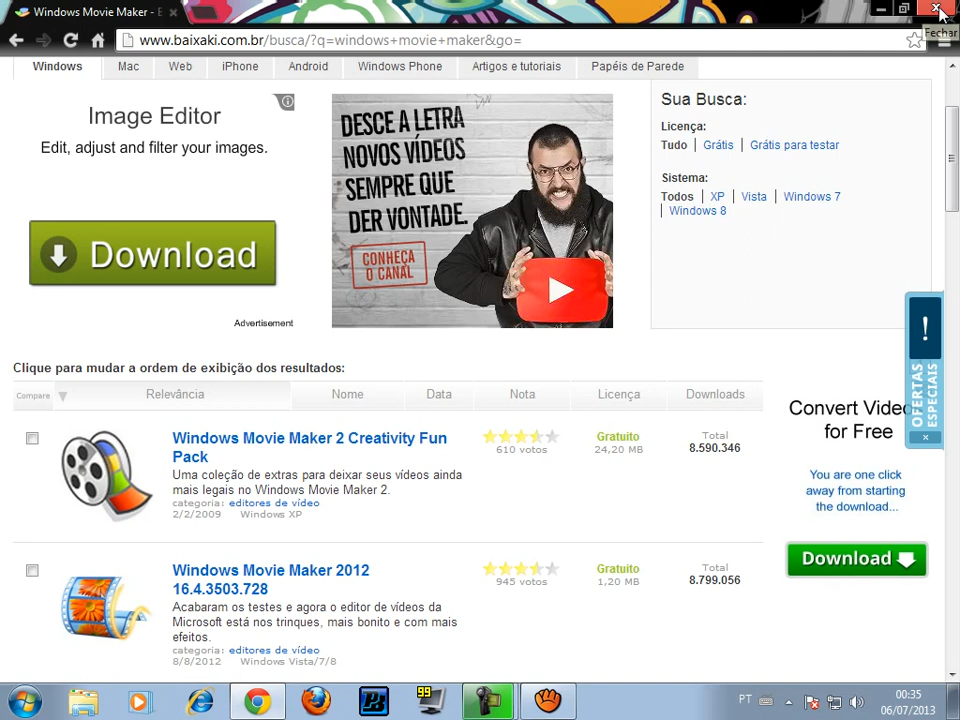 Windows Movie Maker - B
Fechar
www.baixaki.com.br/busca/?q=windows+movie+maker&go=
Windows Mac Web iPhone Android Windows Phone Artigos e tutoriais Papéis de Parede
Image Editor
Edit, adjust and filter your images.
Download
Advertisement
DESCE A LETRA
NOVOS VÍDEOS
SEMPRE QUE
DER VONTADE.
CONHEÇA
O CANAL
Sua Busca:
Licença:
Tudo | Grátis | Grátis para testar
Sistema:
Todos | XP | Vista | Windows 7
| Windows 8
!
OFERTAS
ESPECIAIS
x
Clique para mudar a ordem de exibição dos resultados:
Compare Relevância Nome Data Nota Licença Downloads
Windows Movie Maker 2 Creativity Fun
Pack
Uma coleção de extras para deixar seus vídeos ainda
mais legais no Windows Movie Maker 2.
categoria: editores de vídeo
2/2/2009 Windows XP
610 votos
Gratuito
24,20 MB
Total
8.590.346
Windows Movie Maker 2012
16.4.3503.728
Acabaram os testes e agora o editor de vídeos da
Microsoft está nos trinques, mais bonito e com mais
efeitos.
categoria: editores de vídeo
8/8/2012 Windows Vista/7/8
945 votos
Gratuito
1,20 MB
Total
8.799.056
Convert Video
for Free
You are one click
away from starting
the download...
Download
99
PT
00:35
06/07/2013